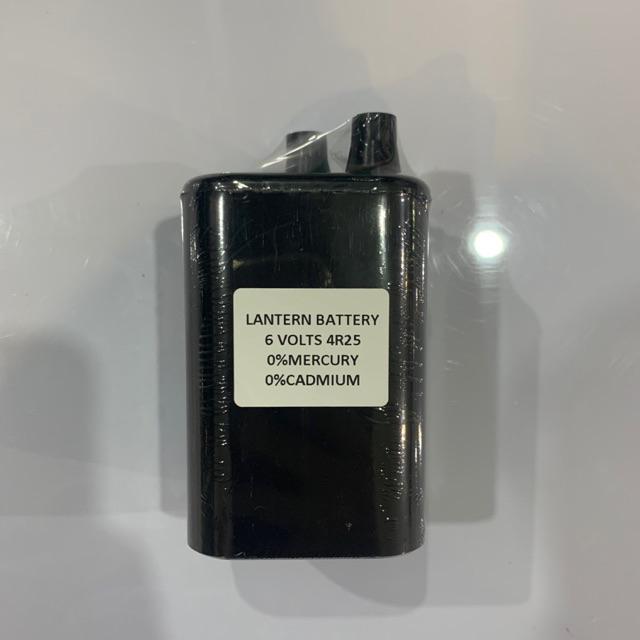 LANTERN BATTERY
6 VOLTS 4R25
0%MERCURY
0%CADMIUM